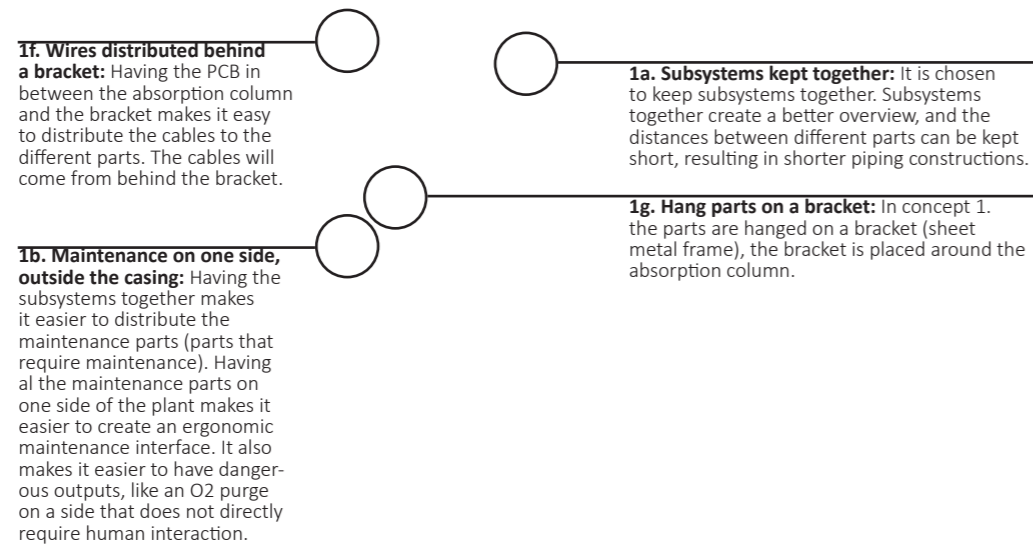 1f. Wires distributed behind
a bracket: Having the PCB in
between the absorption column
and the bracket makes it easy
to distribute the cables to the
different parts. The cables will
come from behind the bracket.
1b. Maintenance on one side,
outside the casing: Having the
subsystems together makes
it easier to distribute the
maintenance parts (parts that
require maintenance). Having
al the maintenance parts on
one side of the plant makes it
easier to create an ergonomic
maintenance interface. It also
makes it easier to have danger-
ous outputs, like an O2 purge
on a side that does not directly
require human interaction.
1a. Subsystems kept together: It is chosen
to keep subsystems together. Subsystems
together create a better overview, and the
distances between different parts can be kept
short, resulting in shorter piping constructions.
1g. Hang parts on a bracket: In concept 1.
the parts are hanged on a bracket (sheet
metal frame), the bracket is placed around the
absorption column.